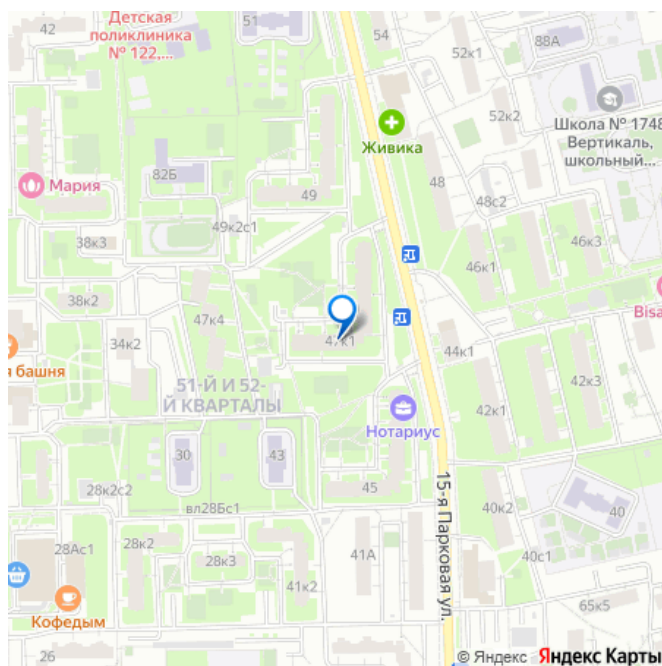 42
Детская
поликлиника
№ 122,...
51
54
52к1
88А
Живика
52к2
Школа № 1748
Вертикаль,
школьный...
82Б
Мария
49
48
48с2
49к2с1
38к3
46к3
46к1
38к2
47к4
Bisa
34к2
47к1
44к1
я башня
51-Й И 52-
Й КВАРТАЛЫ
42к3
42к1
Нотариус
30
43
15-я Парковая ул.
28к2с2
45
40к2
40
вл28Бс1
28Ас1
28к2
28к3
41А
40с1
41к2
65к5
Кофедым
26
© Яндекс Яндекс Карты